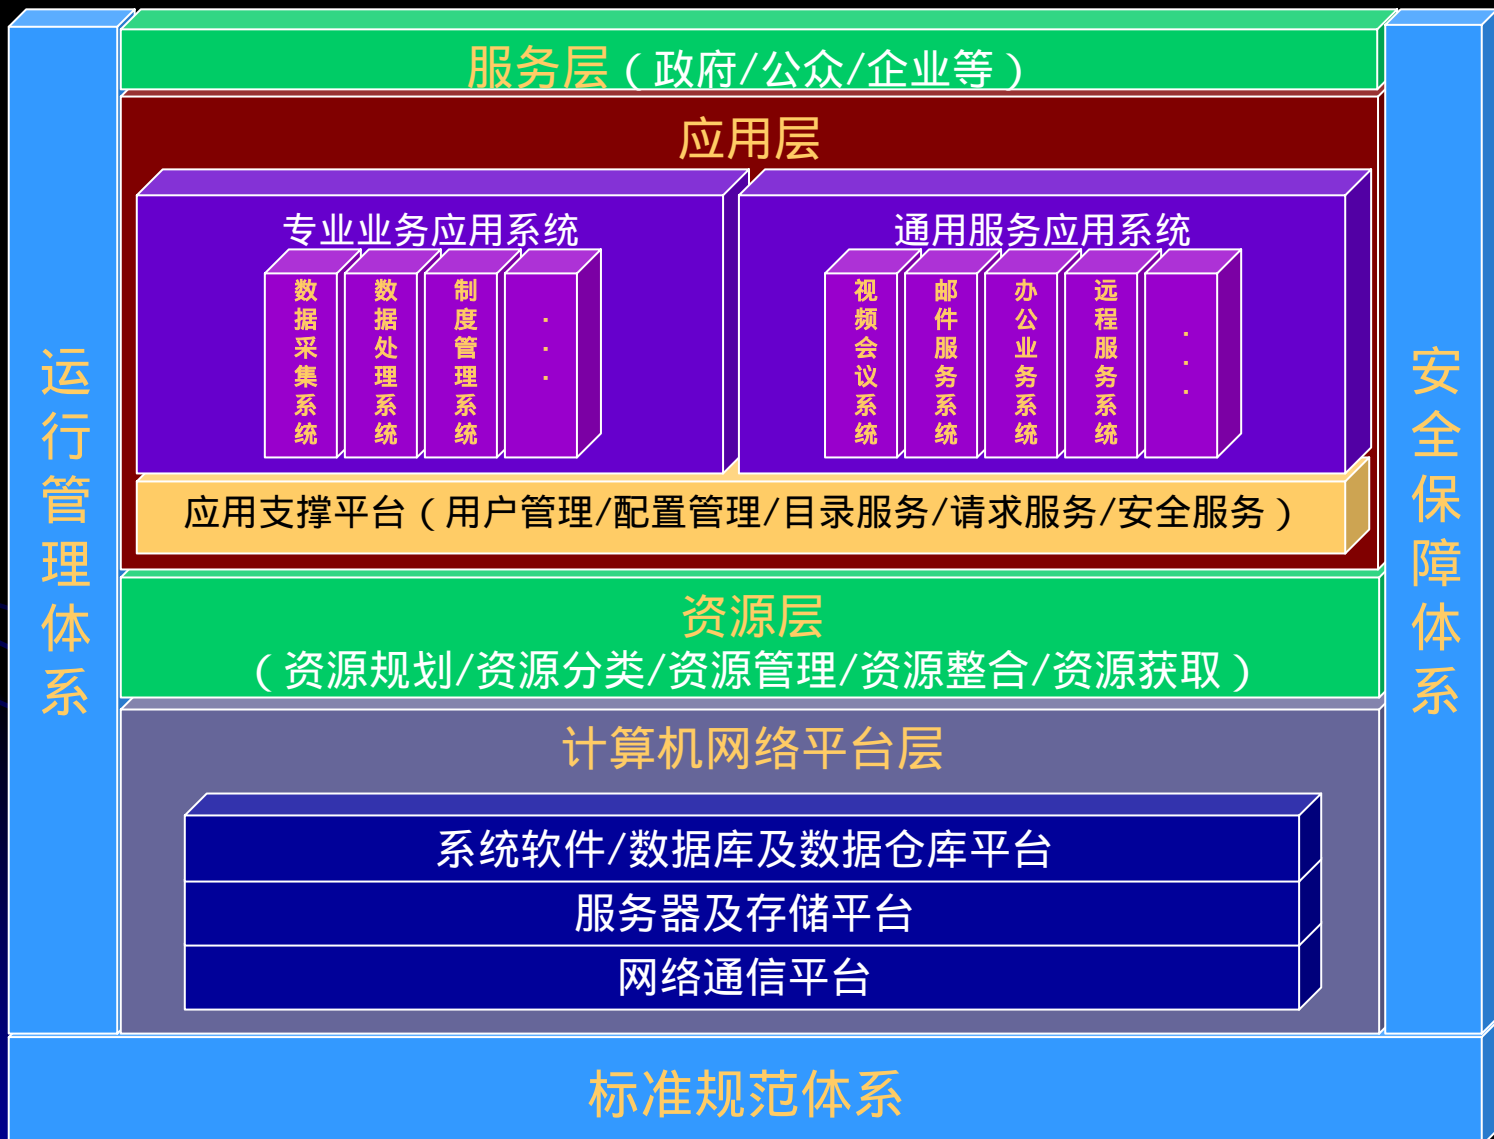 服务层（政府/公众/企业等）
应用层
专业业务应用系统
数据采集系统
数据处理系统
制度管理系统
...
通用服务应用系统
视频会议系统
邮件服务系统
办公业务系统
远程服务系统
...
应用支撑平台（用户管理/配置管理/目录服务/请求服务/安全服务）
资源层
（资源规划/资源分类/资源管理/资源整合/资源获取）
计算机网络平台层
系统软件/数据库及数据仓库平台
服务器及存储平台
网络通信平台
运行管理体系
安全保障体系
标准规范体系